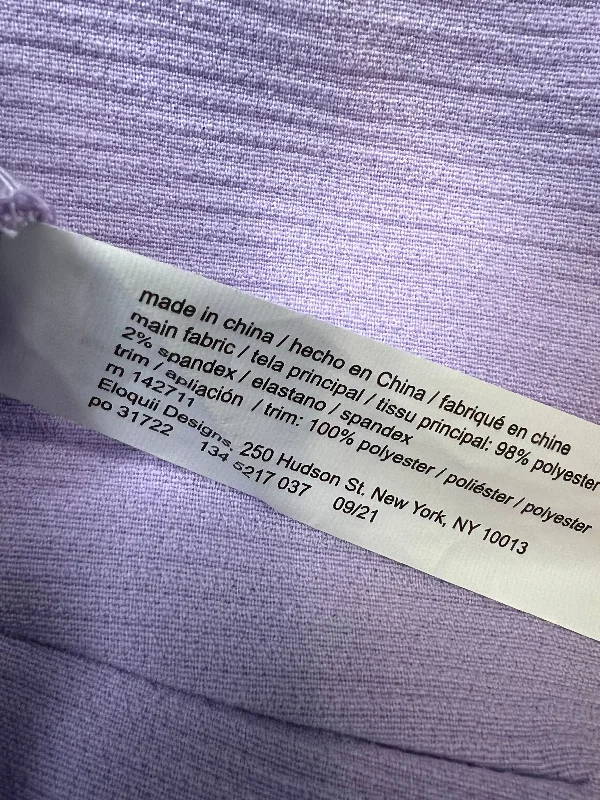 made in china / hecho en China / fabriqué en chine
main fabric / tela principal / tissu principal: 98% polyester
2% spandex / elastano / spandex
trim / apliación / trim: 100% polyester / poliéster / polyester
rn 142711
Eloquii Designs, 250 Hudson St. New York, NY 10013
po 31722 134 5217 037 09/21